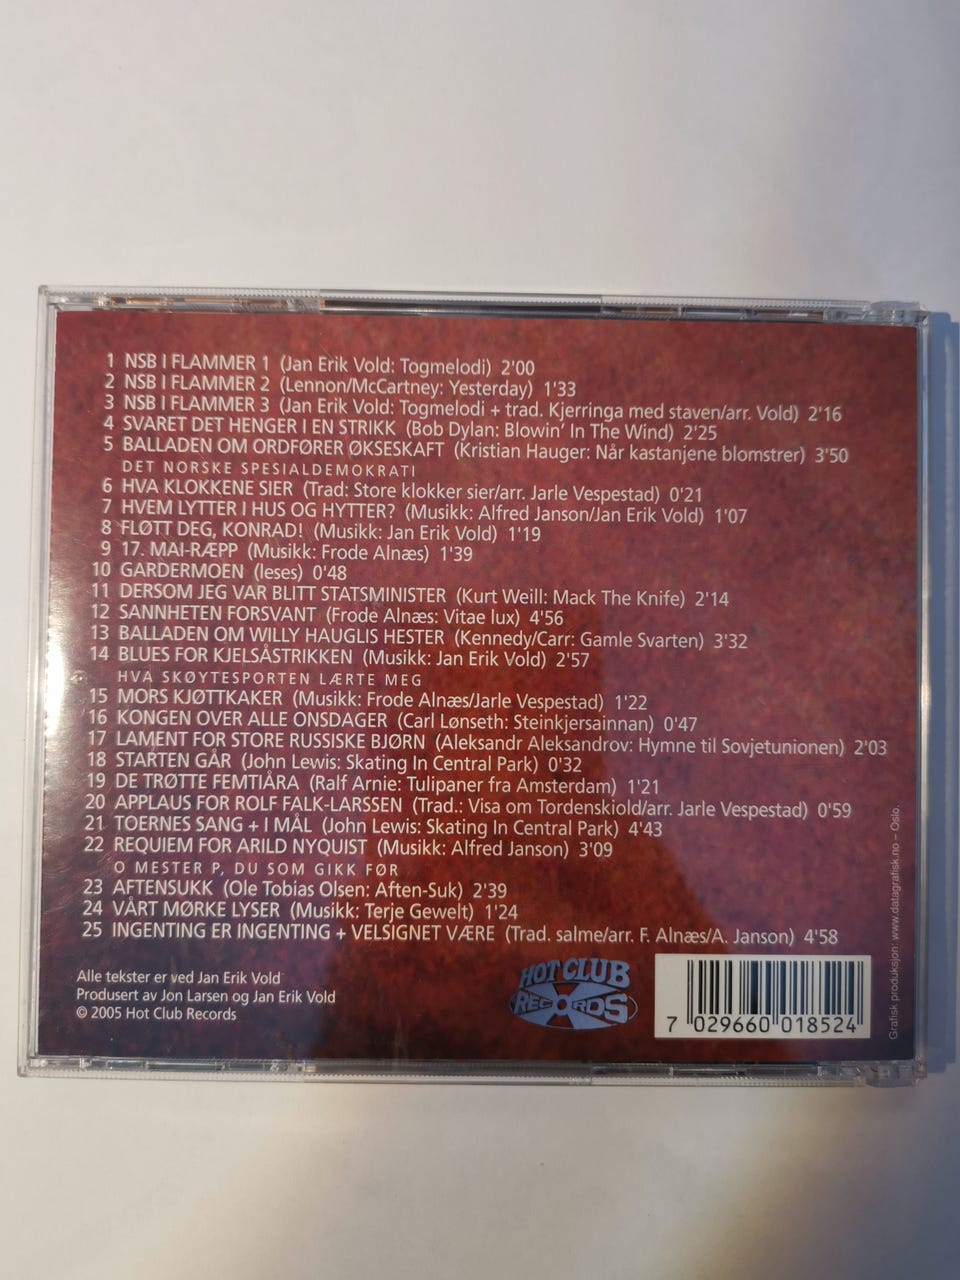 1 NSB I FLAMMER 1 (Jan Erik Vold: Togmelodi) 2'00
2 NSB I FLAMMER 2 (Lennon/McCartney: Yesterday) 1'33
3 NSB I FLAMMER 3 (Jan Erik Vold: Togmelodi + trad. Kjerringa med staven/arr. Vold) 2'16
4 SVARET DET HENGER I EN STRIKK (Bob Dylan: Blowin' In The Wind) 2'25
5 BALLADEN OM ORDFØRER ØKSESKAFT (Kristian Hauger: Når kastanjene blomstrer) 3'50
DET NORSKE SPESIALDEMOKRATI
6 HVA KLOKKENE SIER (Trad: Store klokker sier/arr. Jarle Vespestad) 0'21
7 HVEM LYTTER I HUS OG HYTTER? (Musikk: Alfred Janson/Jan Erik Vold) 1'07
8 FLØTT DEG, KONRAD! (Musikk: Jan Erik Vold) 1'19
9 17. MAI-RÆPP (Musikk: Frode Alnæs) 1'39
10 GARDERMOEN (leses) 0'48
11 DERSOM JEG VAR BLITT STATSMINISTER (Kurt Weill: Mack The Knife) 2'14
12 SANNHETEN FORSVANT (Frode Alnæs: Vitae lux) 4'56
13 BALLADEN OM WILLY HAUGLIS HESTER (Kennedy/Carr: Gamle Svarten) 3'32
14 BLUES FOR KJELSÅSTRIKKEN (Musikk: Jan Erik Vold) 2'57
HVA SKØYTESPORTEN LÆRTE MEG
15 MORS KJØTTKAKER (Musikk: Frode Alnæs/Jarle Vespestad) 1'22
16 KONGEN OVER ALLE ONSDAGER (Carl Lønseth: Steinkjersainnan) 0'47
17 LAMENT FOR STORE RUSSISKE BJØRN (Aleksandr Aleksandrov: Hymne til Sovjetunionen) 2'03
18 STARTEN GÅR (John Lewis: Skating In Central Park) 0'32
19 DE TRØTTE FEMTIÅRA (Ralf Arnie: Tulipaner fra Amsterdam) 1'21
20 APPLAUS FOR ROLF FALK-LARSSEN (Trad.: Visa om Tordenskiold/arr. Jarle Vespestad) 0'59
21 TOERNES SANG + I MÅL (John Lewis: Skating In Central Park) 4'43
22 REQUIEM FOR ARILD NYQUIST (Musikk: Alfred Janson) 3'09
O MESTER P, DU SOM GIKK FØR
23 AFTENSUKK (Ole Tobias Olsen: Aften-Suk) 2'39
24 VÅRT MØRKE LYSER (Musikk: Terje Gewelt) 1'24
25 INGENTING ER INGENTING + VELSIGNET VÆRE (Trad. salme/arr. F. Alnæs/A. Janson) 4'58
Alle tekster er ved Jan Erik Vold
Produsert av Jon Larsen og Jan Erik Vold
© 2005 Hot Club Records
HOT CLUB
RECORDS
7 029660 018524
Grafisk produksjon: www.datagrafisk.no – Oslo.